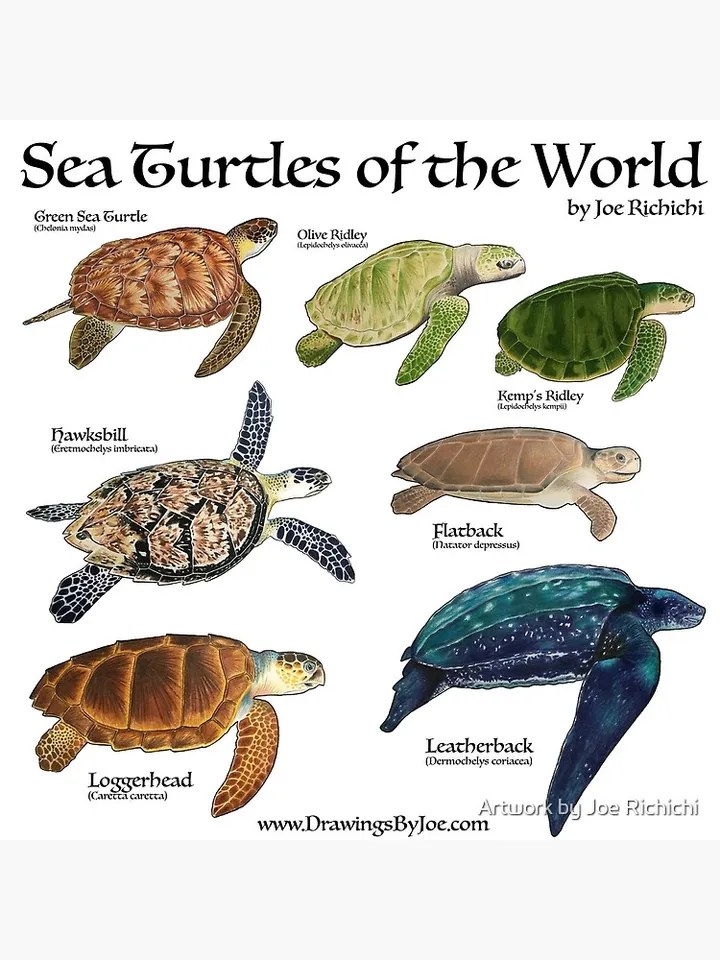 Sea Turtles of the World
by Joe Richichi
Green Sea Turtle
(Chelonia mydas)
Olive Ridley
(Lepidochelys olivacea)
Kemp's Ridley
(Lepidochelys kempii)
Hawksbill
(Eretmochelys imbricata)
Flatback
(Natator depressus)
Leatherback
(Dermochelys coriacea)
Loggerhead
(Caretta caretta)
Artwork by Joe Richichi
www.DrawingsByJoe.com